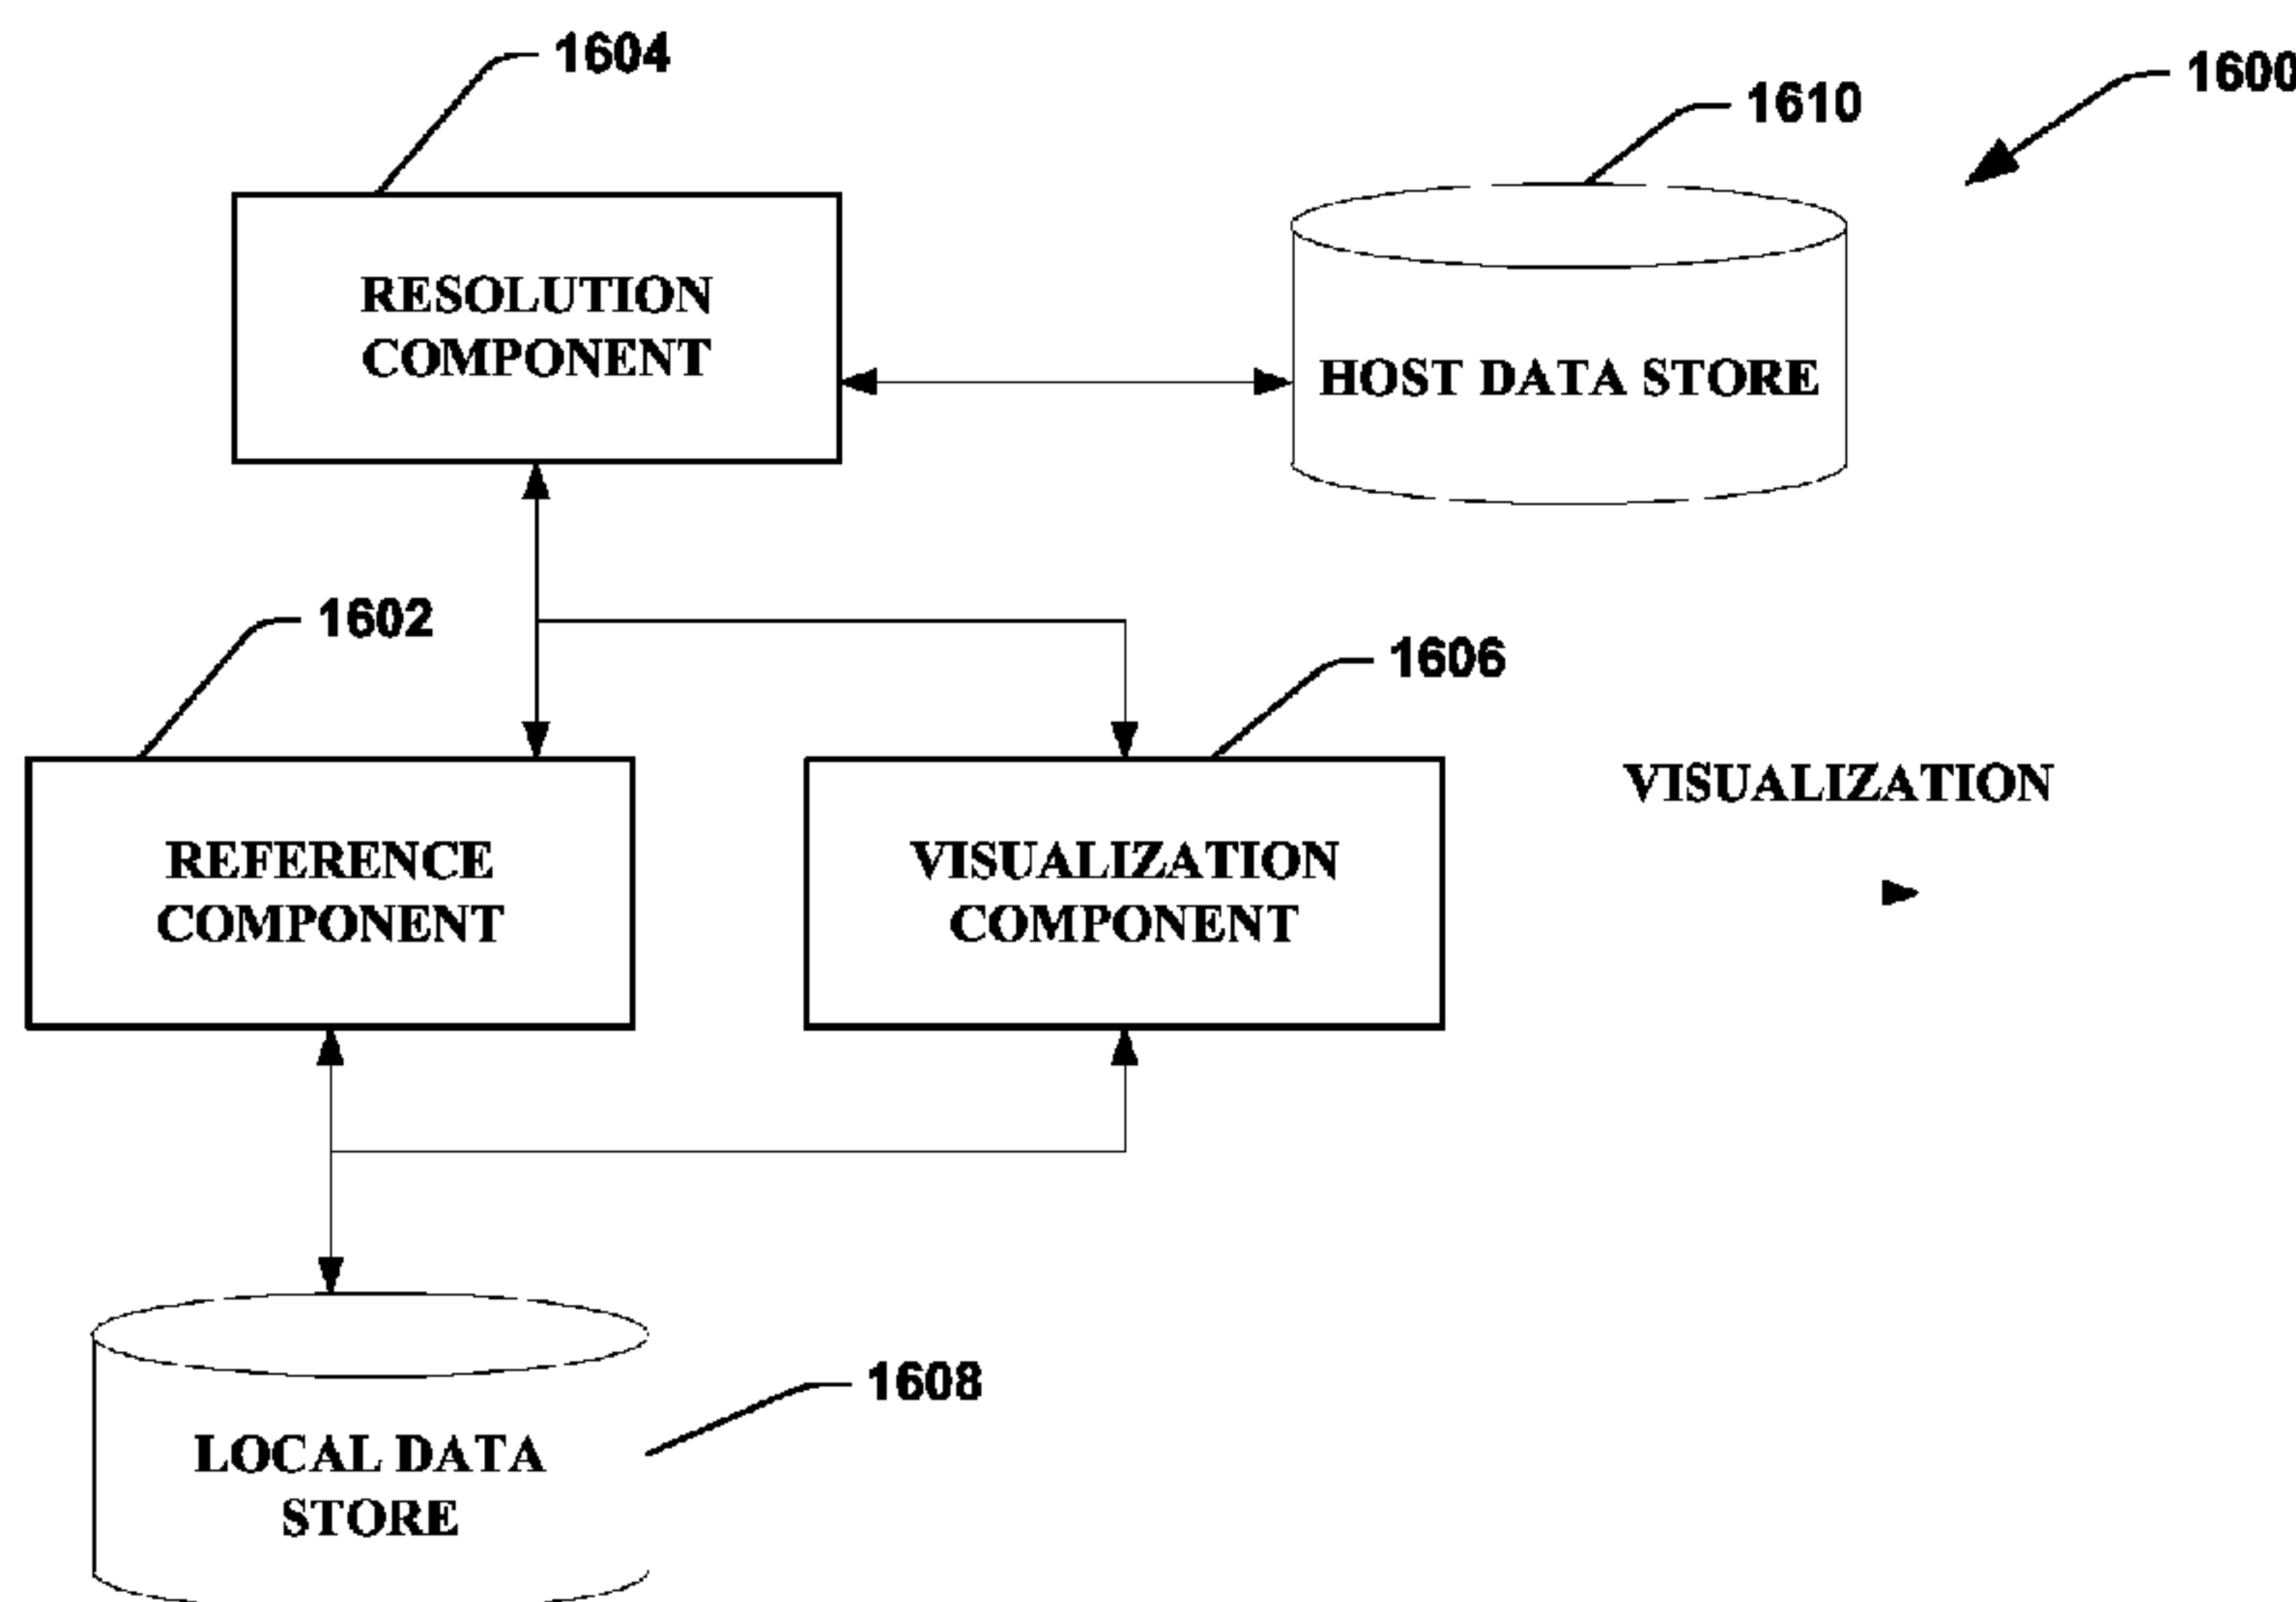 1604
1600
1610
RESOLUTION
COMPONENT
HOST DATA STORE
1602
1606
VISUALIZATION
REFERENCE
COMPONENT
VISUALIZATION
COMPONENT
1608
LOCAL DATA
STORE